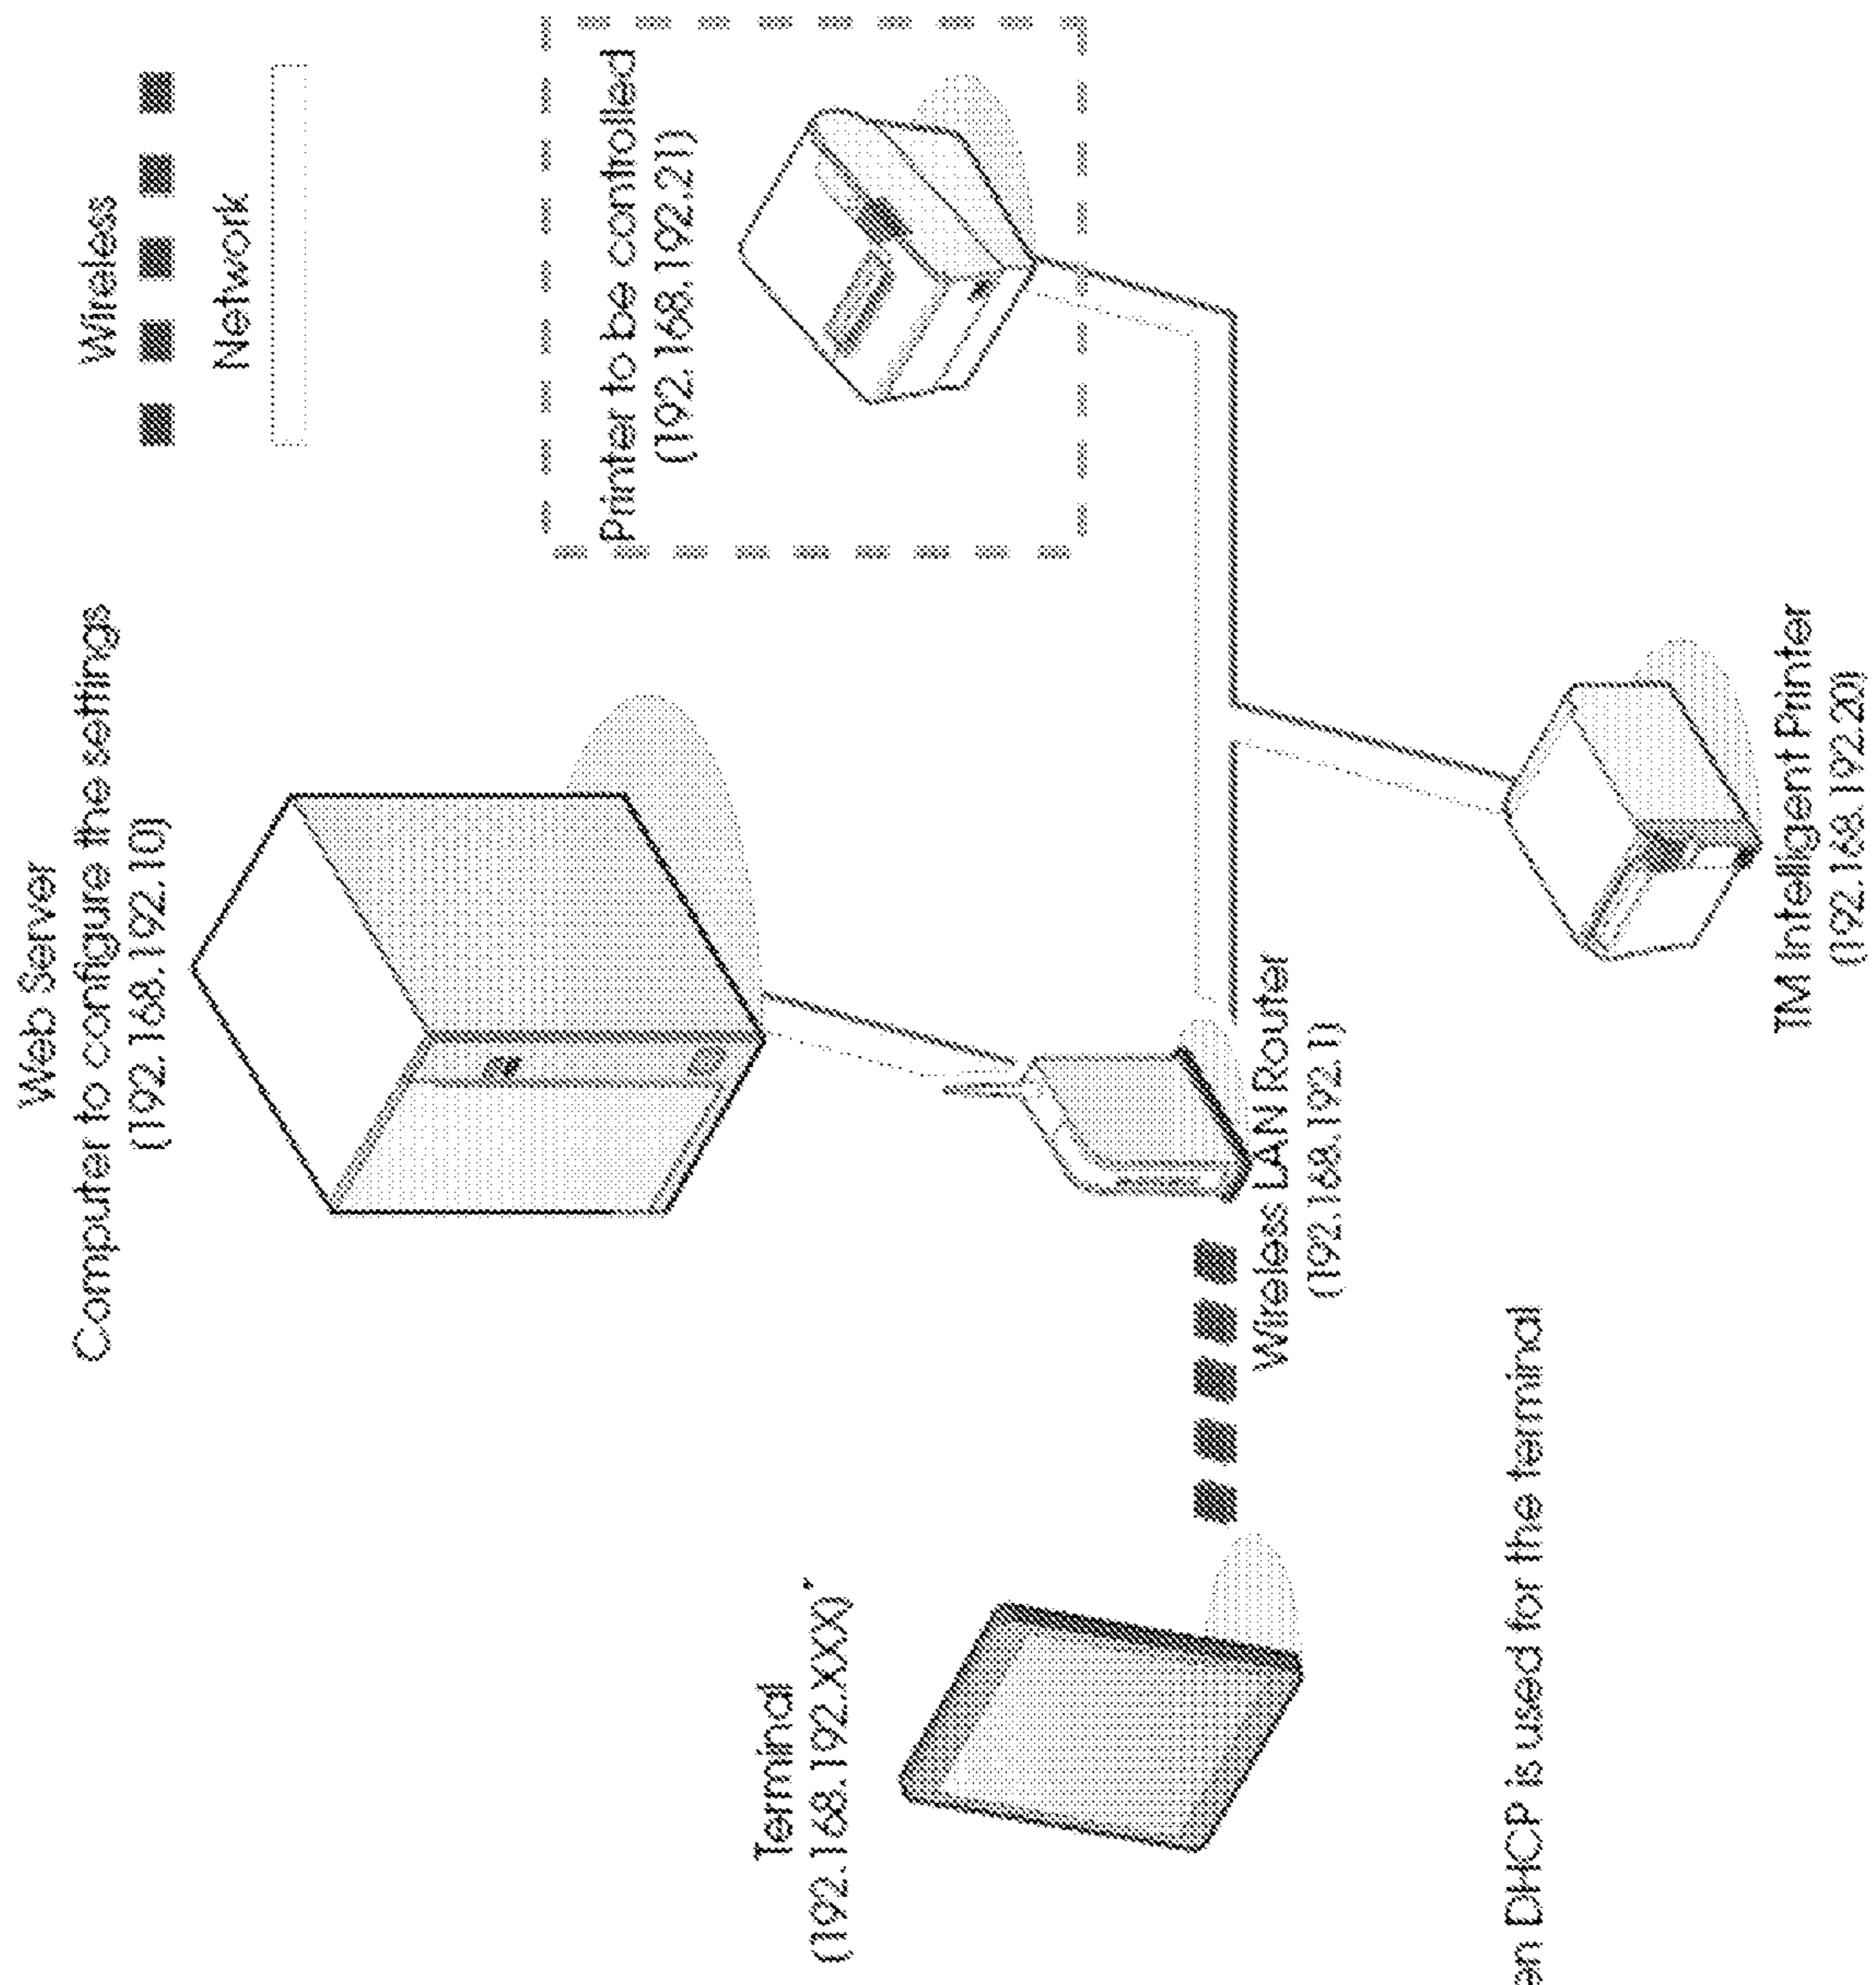 Wireless
Network
Web Server
Computer to configure the settings
(192.168.192.10)
Printer to be controlled
(192.168.192.21)
Terminal
(192.168.192.XXX)*
Wireless LAN Router
(192.168.192.1)
TM Intelligent Printer
(192.168.192.20)
DHCP is used for the terminal